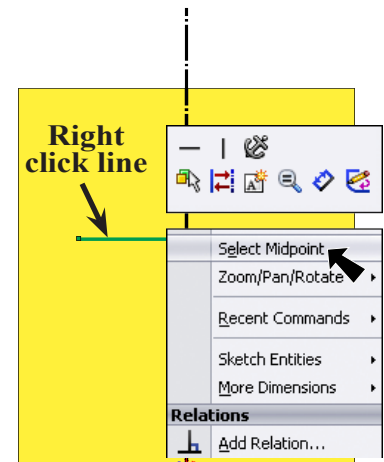 Right
click line
Select Midpoint
Zoom/Pan/Rotate
Recent Commands
Sketch Entities
More Dimensions
Relations
Add Relation...